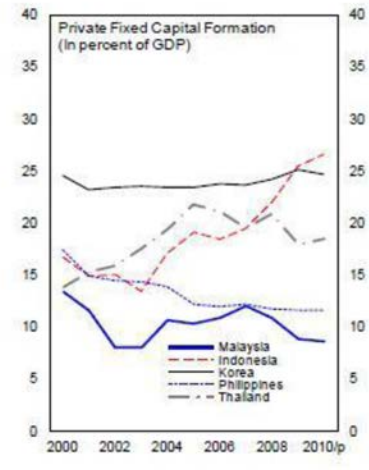 Private Fixed Capital Formation
(In percent of GDP)
40 40
35 35
30 30
25 25
20 20
15 15
10 10
5 5
0 0
Malaysia
Indonesia
Korea
Philippines
Thailand
2000 2002 2004 2006 2008 2010/p